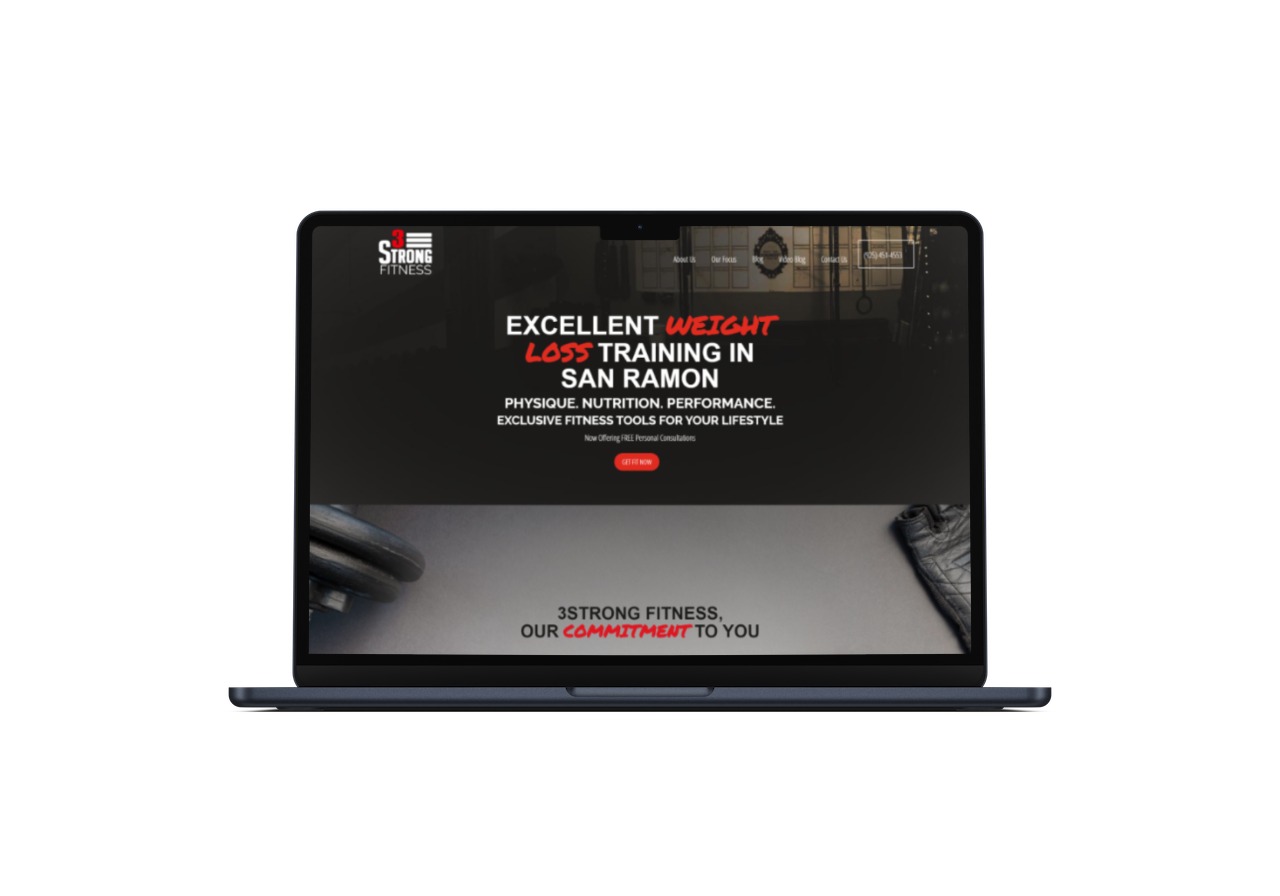 3
STRONG
FITNESS
About Us Our Focus Blog Video Blog Contact Us
EXCELLENT WEIGHT
LOSS TRAINING IN
SAN RAMON
PHYSIQUE. NUTRITION. PERFORMANCE.
EXCLUSIVE FITNESS TOOLS FOR YOUR LIFESTYLE
Now Offering FREE Personal Consultations
GET FIT NOW
3STRONG FITNESS,
OUR COMMITMENT TO YOU